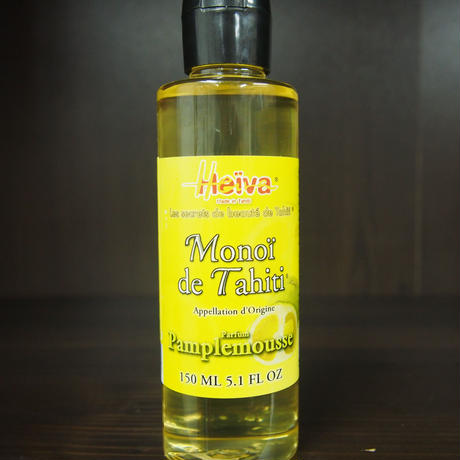 Heiva®
Made in Tahiti
Les secrets de beauté de Tahiti®
Monoï
de Tahiti®
Appellation d'Origine
Parfum
Pamplemousse
150 ML 5.1 FL OZ